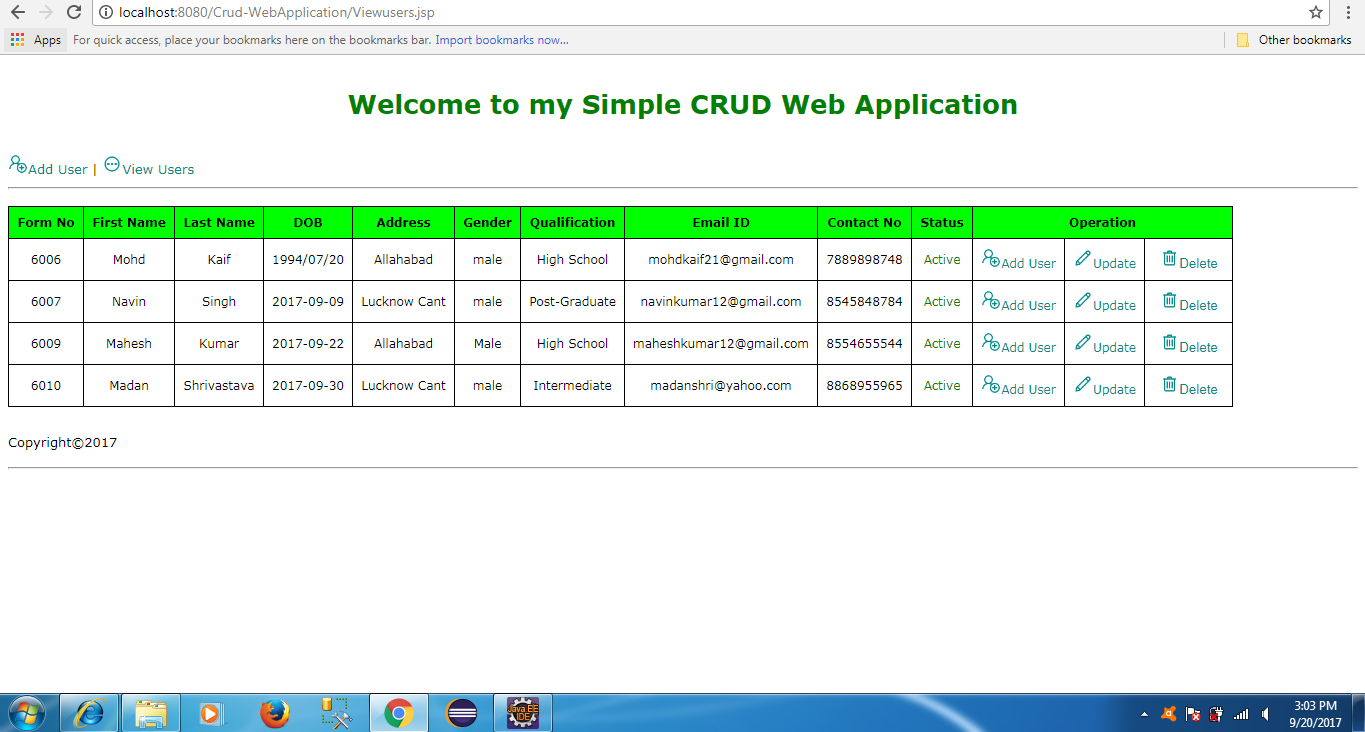 localhost:8080/Crud-WebApplication/Viewusers.jsp
Apps For quick access, place your bookmarks here on the bookmarks bar. Import bookmarks now... Other bookmarks
Welcome to my Simple CRUD Web Application
Add User | View Users
Form No First Name Last Name DOB Address Gender Qualification Email ID Contact No Status Operation
6006 Mohd Kaif 1994/07/20 Allahabad male High School mohdkaif21@gmail.com 7889898748 Active Add User Update Delete
6007 Navin Singh 2017-09-09 Lucknow Cant male Post-Graduate navinkumar12@gmail.com 8545848784 Active Add User Update Delete
6009 Mahesh Kumar 2017-09-22 Allahabad Male High School maheshkumar12@gmail.com 8554655544 Active Add User Update Delete
6010 Madan Shrivastava 2017-09-30 Lucknow Cant male Intermediate madanshri@yahoo.com 8868955965 Active Add User Update Delete
Copyright©2017
Java EE
IDE
3:03 PM
9/20/2017